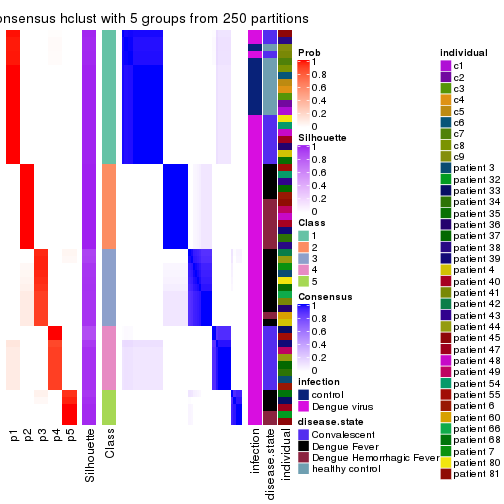 onsensus hclust with 5 groups from 250 partitions
p1
p2
p3
p4
p5
Silhouette
Class
infection
disease.state
individual
Prob
1
0.8
0.6
0.4
0.2
0
Silhouette
1
0.8
0.6
0.4
0.2
0
Class
1
2
3
4
5
Consensus
1
0.8
0.6
0.4
0.2
0
infection
control
Dengue virus
disease.state
Convalescent
Dengue Fever
Dengue Hemorrhagic Fever
healthy control
individual
c1
c2
c3
c4
c5
c6
c7
c8
c9
patient 3
patient 32
patient 33
patient 34
patient 35
patient 36
patient 37
patient 38
patient 39
patient 4
patient 40
patient 41
patient 42
patient 43
patient 44
patient 45
patient 47
patient 48
patient 49
patient 54
patient 55
patient 6
patient 60
patient 66
patient 68
patient 7
patient 80
patient 81